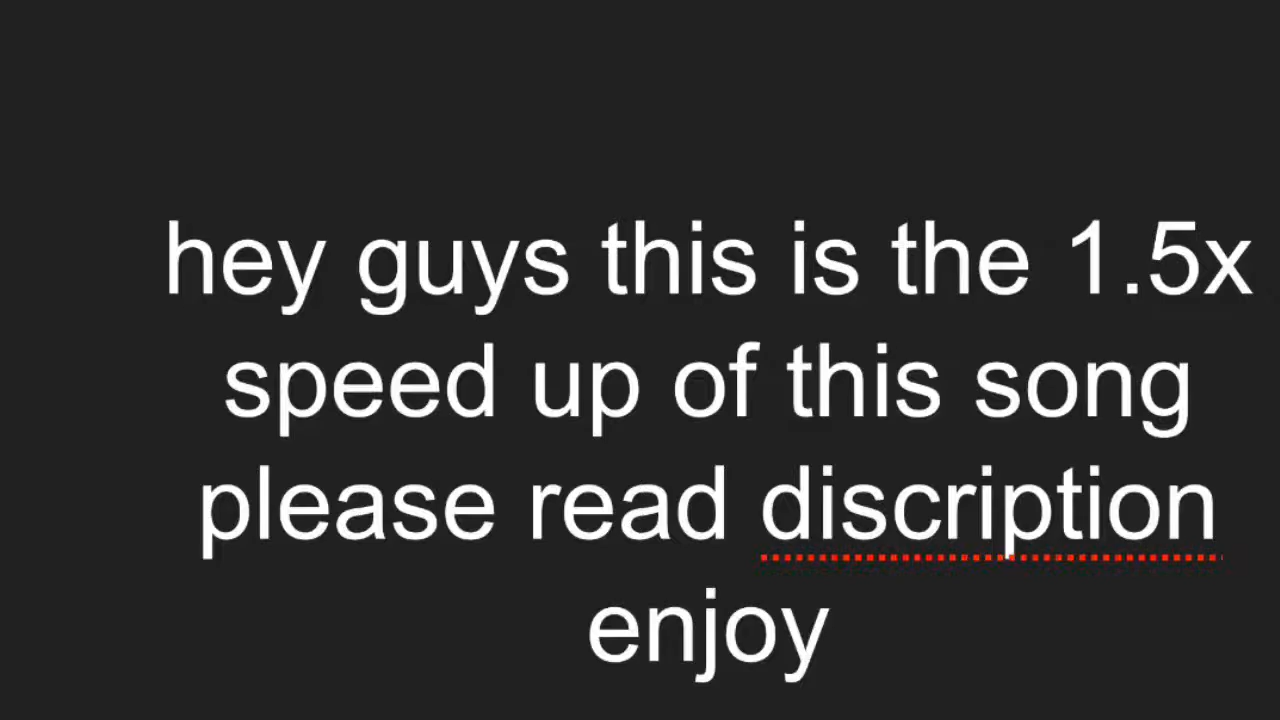 hey guys this is the 1.5x
speed up of this song
please read discription
enjoy